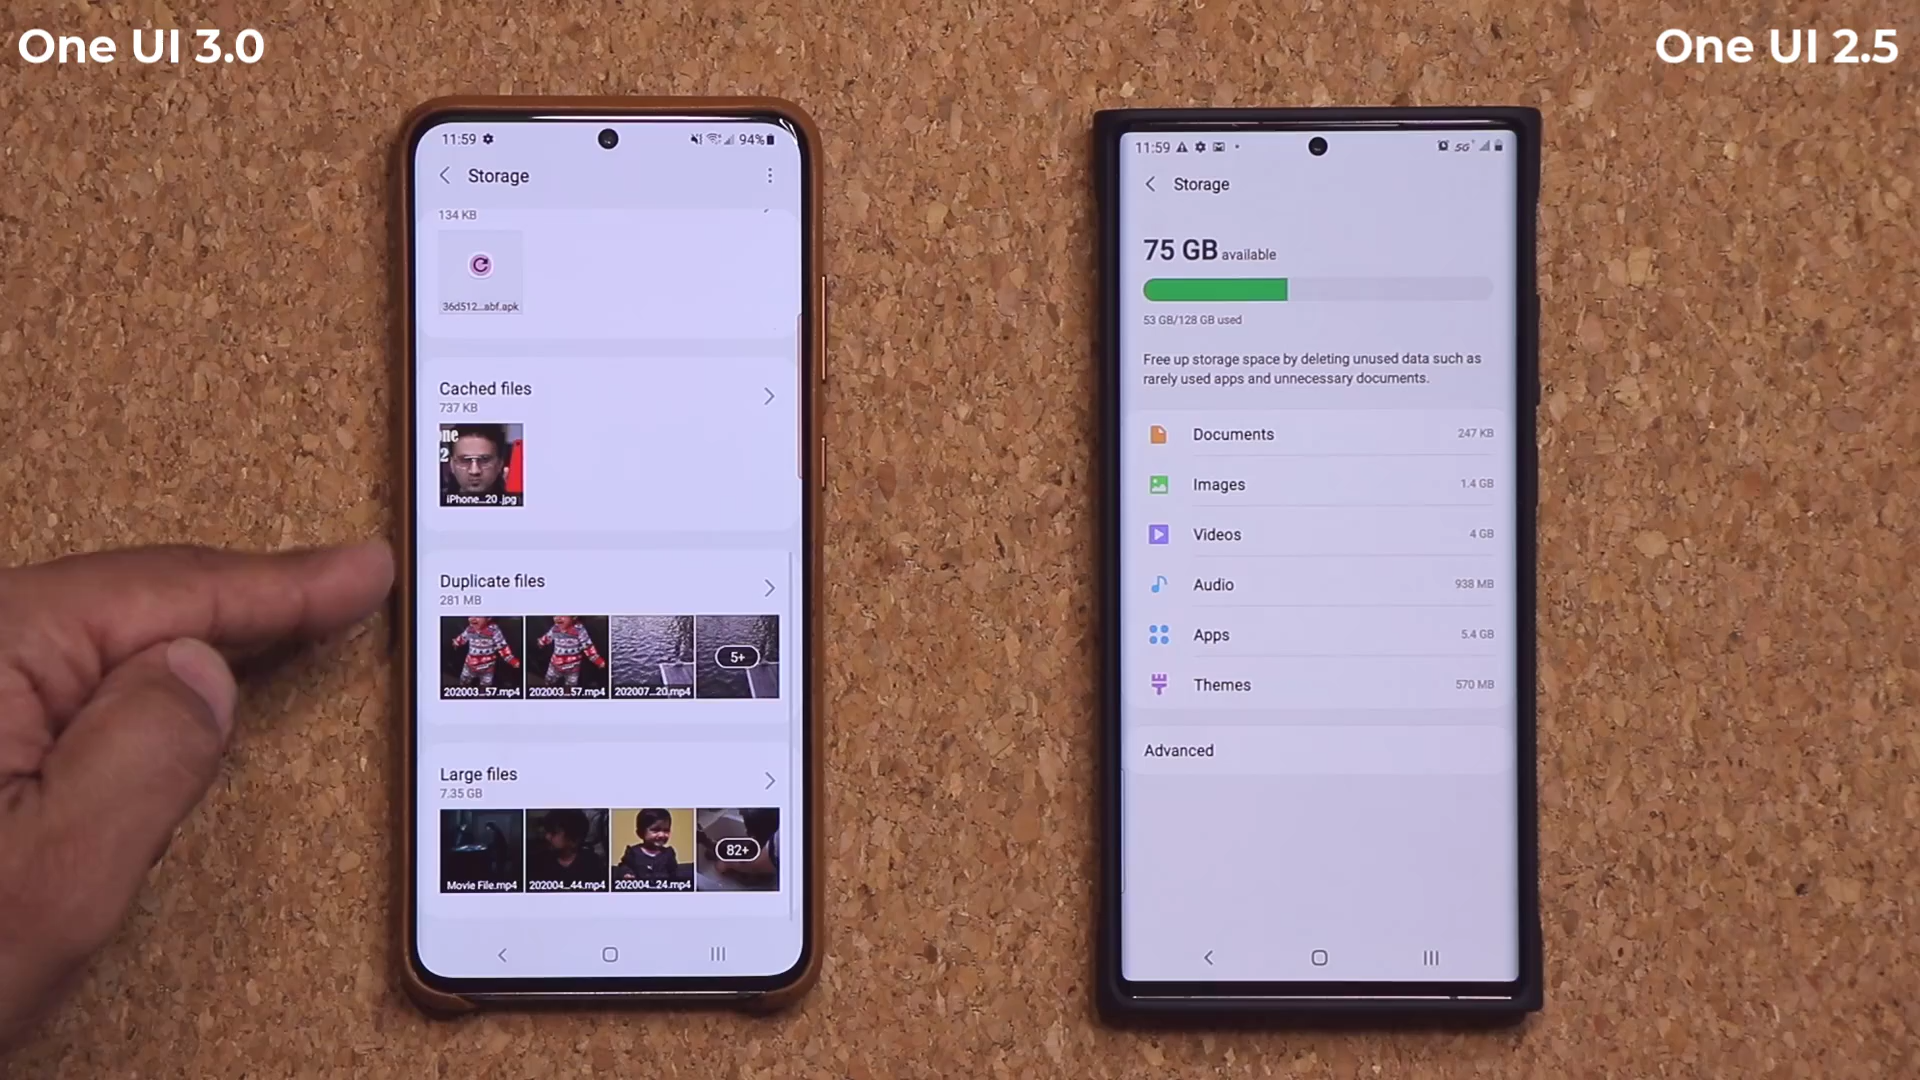 One UI 3.0
One UI 2.5
11:59
94%
Storage
134 KB
36d512...abf.apk
Cached files
737 KB
one
2
iPhone...20 .jpg
Duplicate files
281 MB
202003...57.mp4
202003...57.mp4
202007...20.mp4
5+
Large files
7.35 GB
Movie File.mp4
202004...44.mp4
202004...24.mp4
82+
11:59
5G
Storage
75 GB available
53 GB/128 GB used
Free up storage space by deleting unused data such as
rarely used apps and unnecessary documents.
Documents 247 KB
Images 1.4 GB
Videos 4 GB
Audio 938 MB
Apps 5.4 GB
Themes 570 MB
Advanced